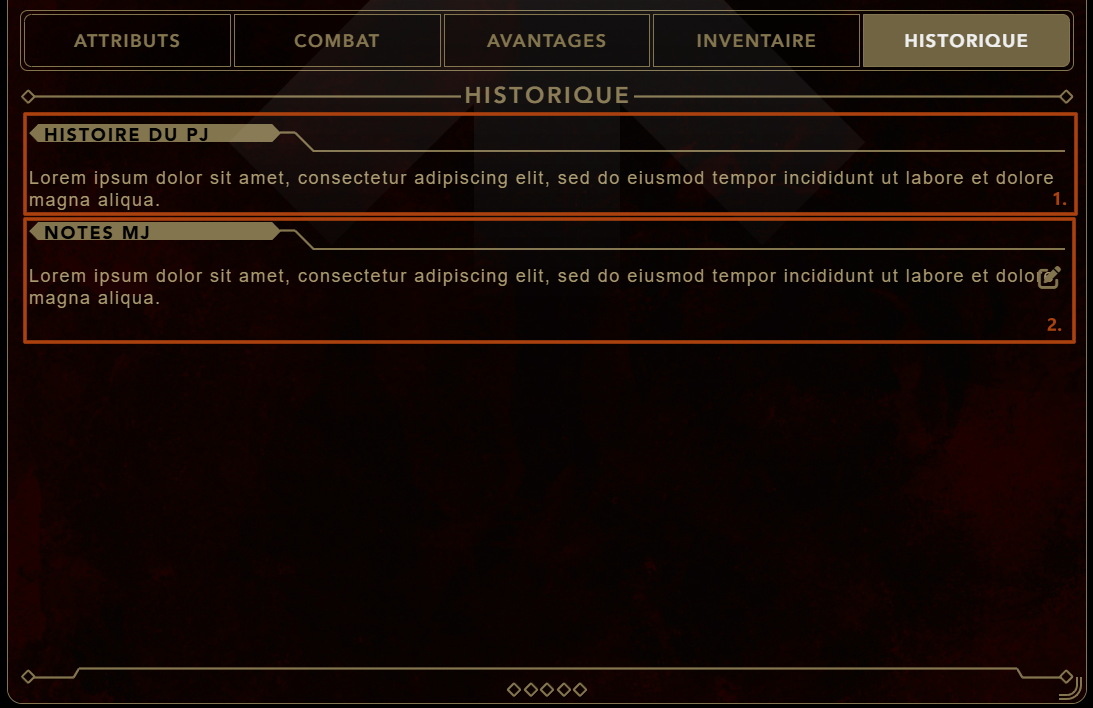 ATTRIBUTS COMBAT AVANTAGES INVENTAIRE HISTORIQUE
HISTORIQUE
HISTOIRE DU PJ
Lorem ipsum dolor sit amet, consectetur adipiscing elit, sed do eiusmod tempor incididunt ut labore et dolore
magna aliqua.
1.
NOTES MJ
Lorem ipsum dolor sit amet, consectetur adipiscing elit, sed do eiusmod tempor incididunt ut labore et dolore
magna aliqua.
2.